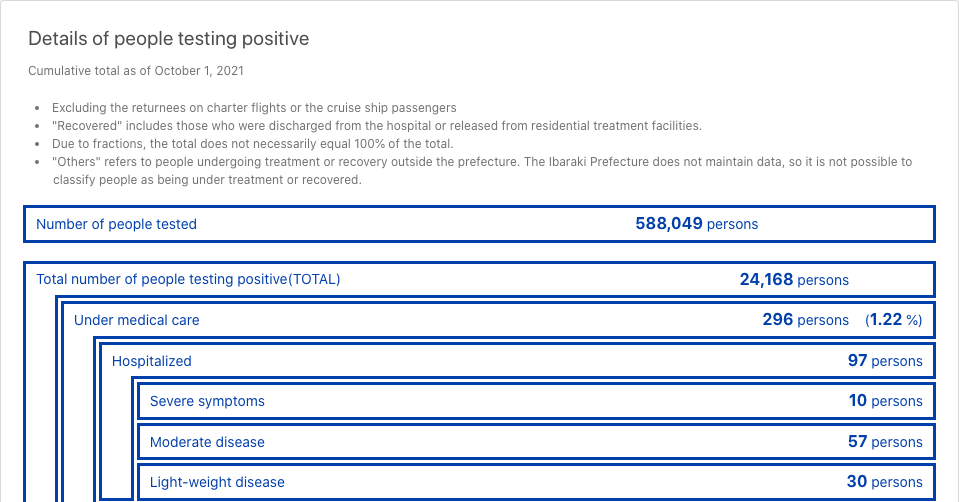 Details of people testing positive
Cumulative total as of October 1, 2021
• Excluding the returnees on charter flights or the cruise ship passengers
• "Recovered" includes those who were discharged from the hospital or released from residential treatment facilities.
• Due to fractions, the total does not necessarily equal 100% of the total.
• "Others" refers to people undergoing treatment or recovery outside the prefecture. The Ibaraki Prefecture does not maintain data, so it is not possible to
classify people as being under treatment or recovered.
Number of people tested 588,049 persons
Total number of people testing positive(TOTAL) 24,168 persons
Under medical care 296 persons (1.22 %)
Hospitalized 97 persons
Severe symptoms 10 persons
Moderate disease 57 persons
Light-weight disease 30 persons